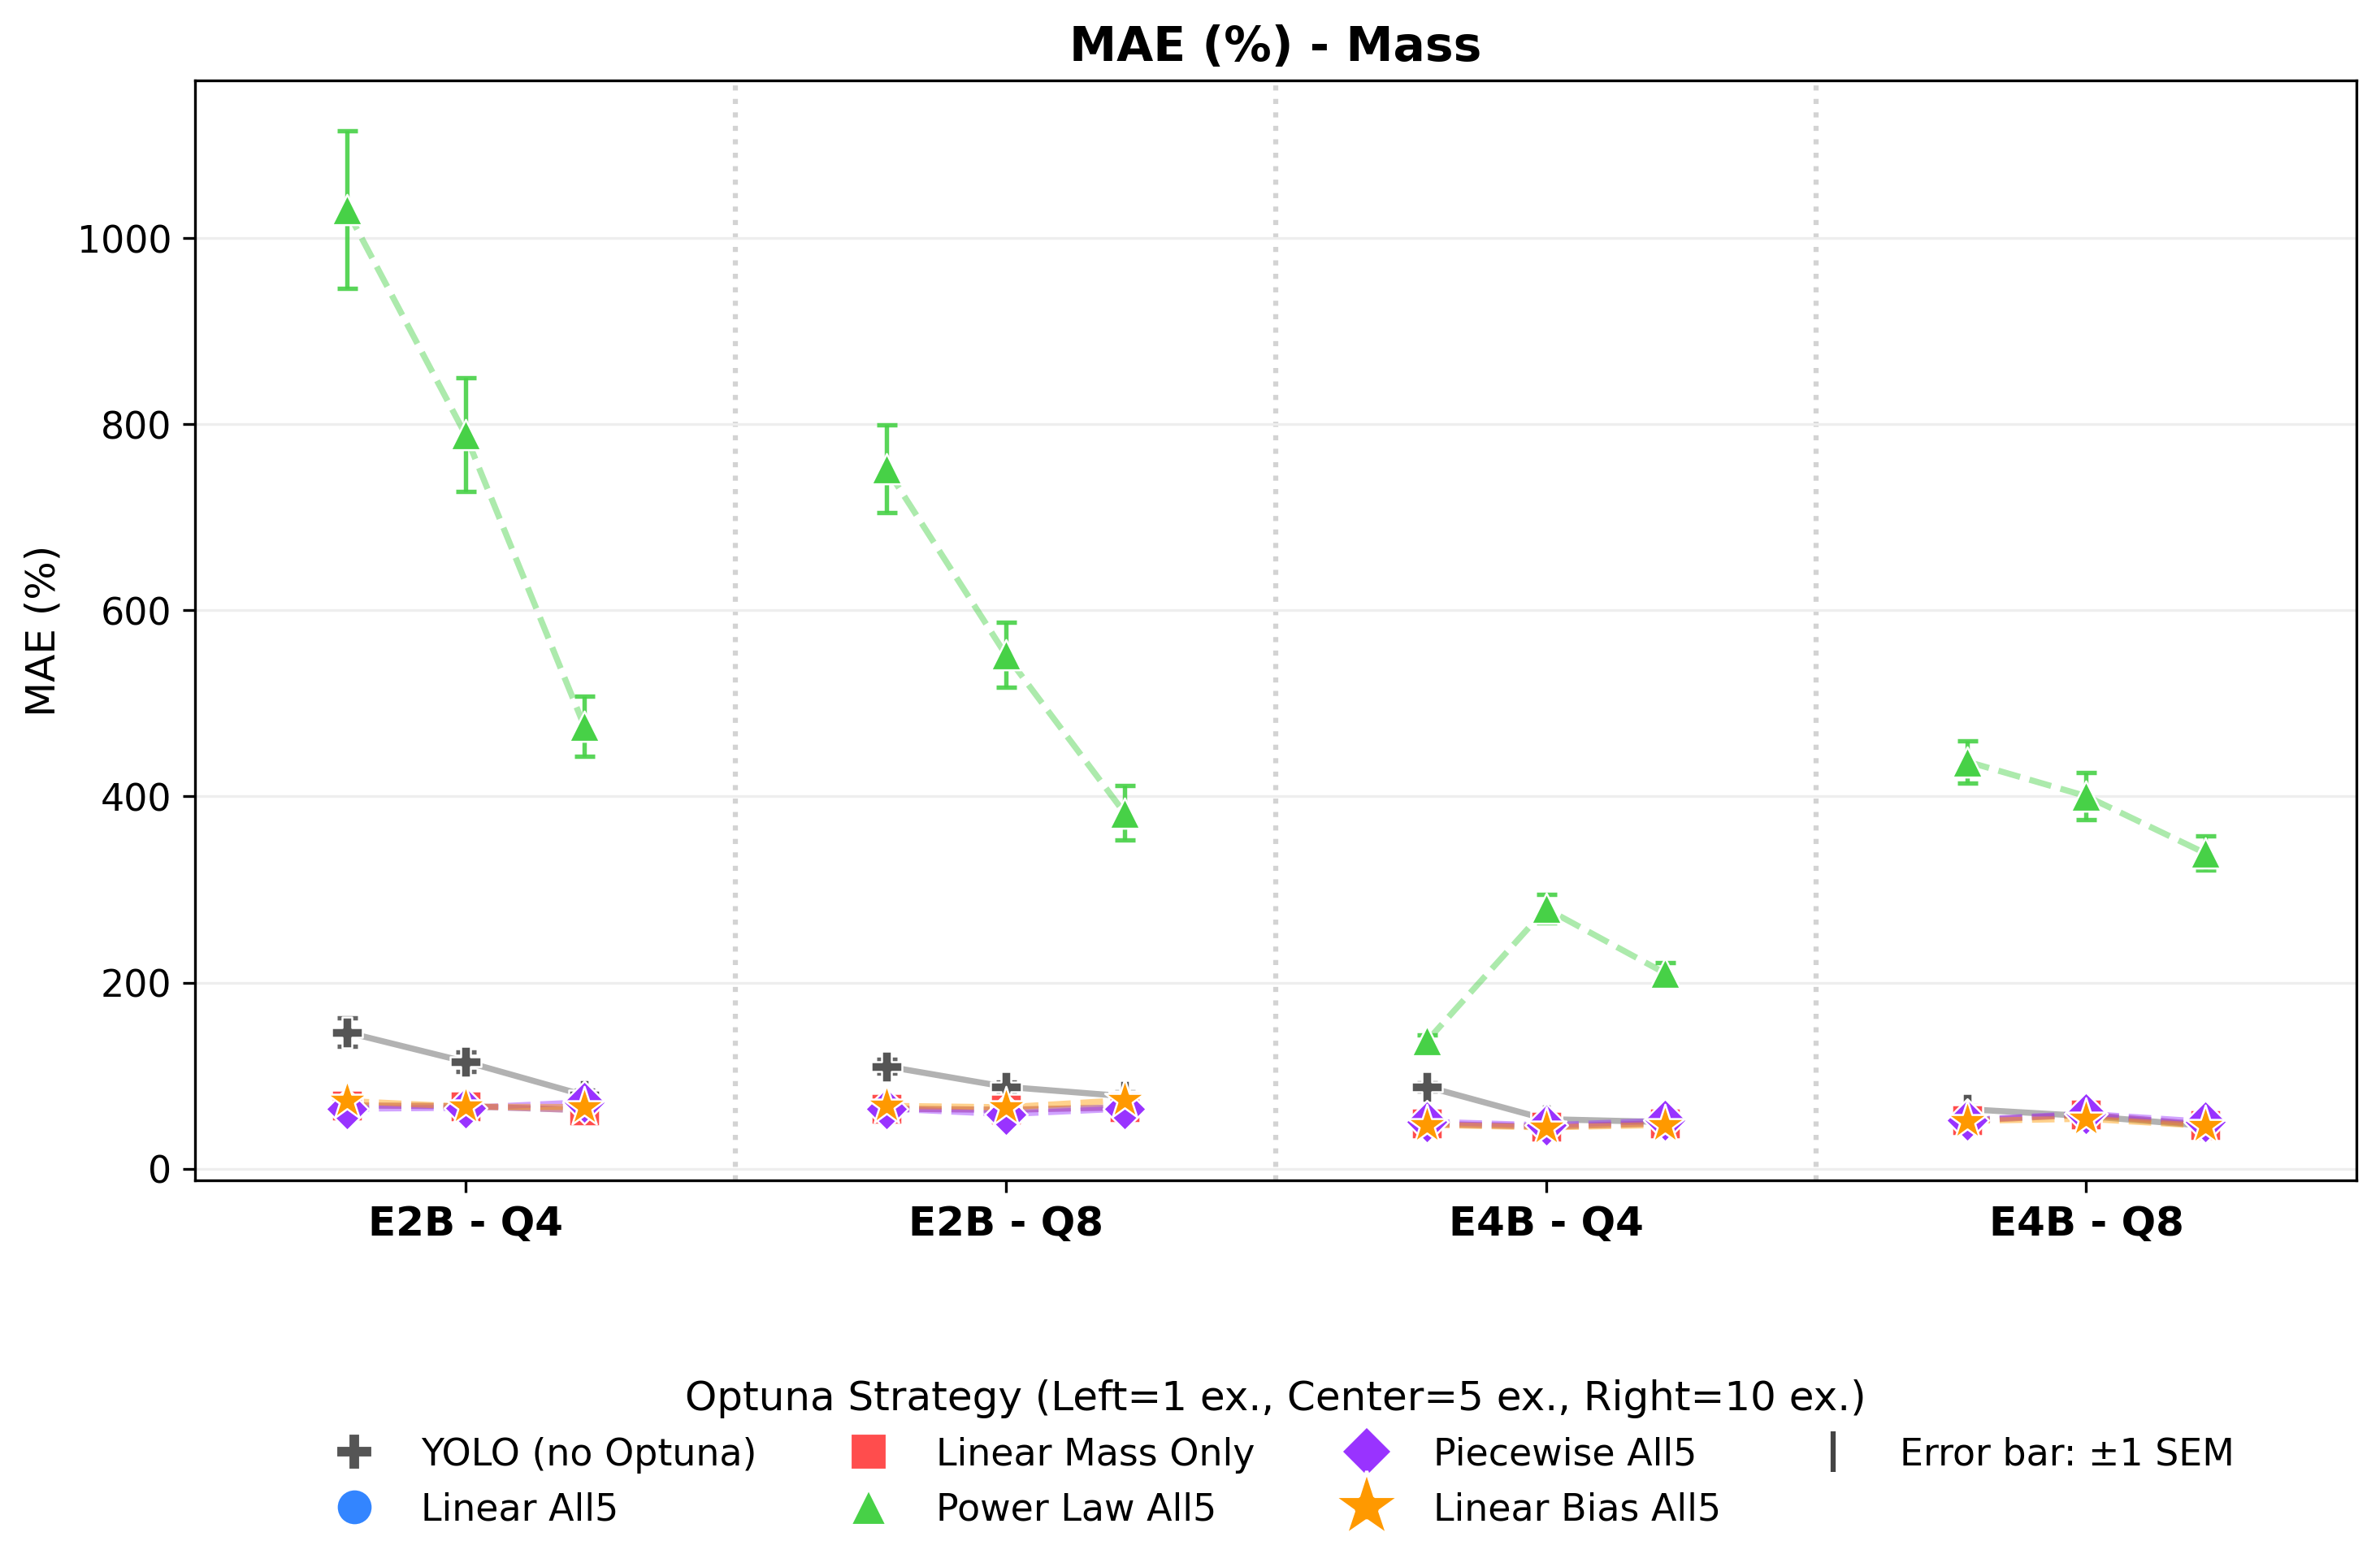 MAE (%) - Mass
MAE (%)
1000
800
600
400
200
0
E2B - Q4
E2B - Q8
E4B - Q4
E4B - Q8
Optuna Strategy (Left=1 ex., Center=5 ex., Right=10 ex.)
YOLO (no Optuna)
Linear All5
Linear Mass Only
Power Law All5
Piecewise All5
Linear Bias All5
Error bar: ±1 SEM